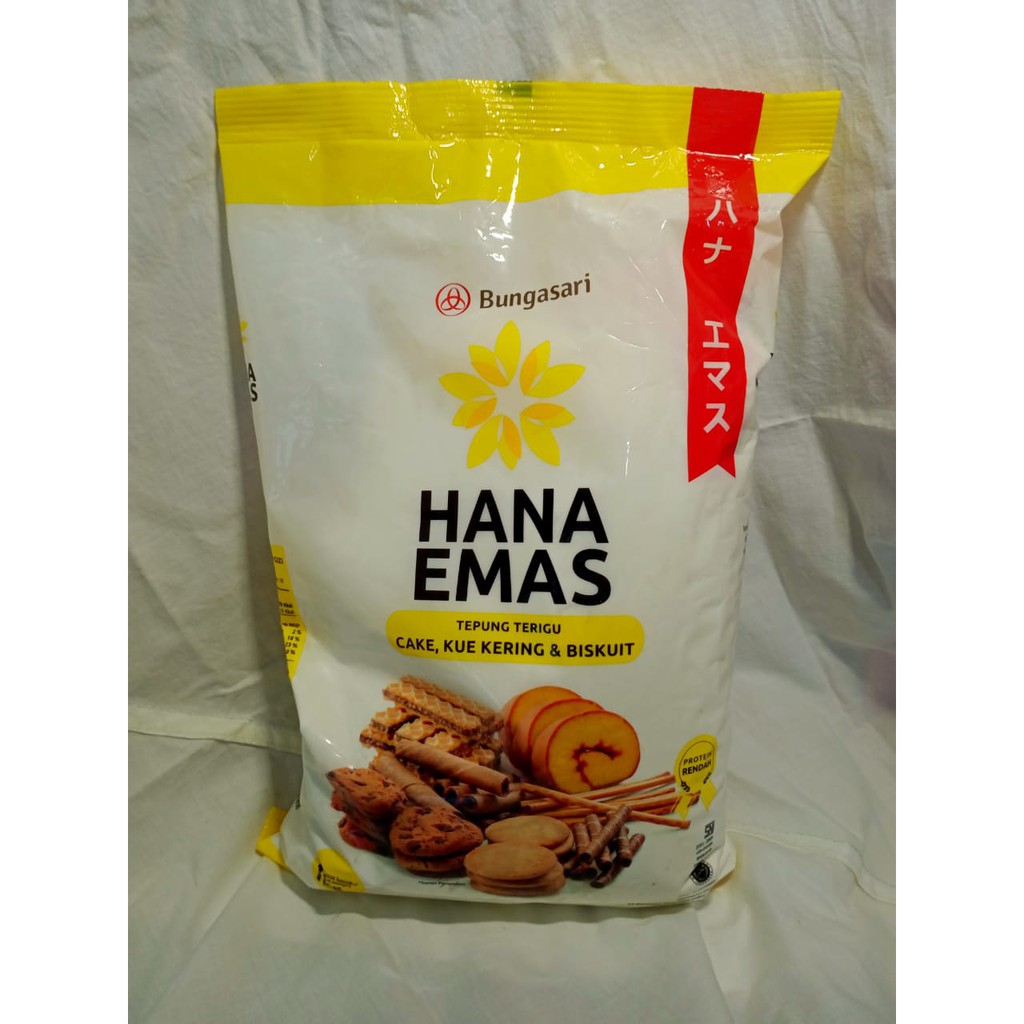 ハナ エマス
Bungasari
HANA
EMAS
TEPUNG TERIGU
CAKE, KUE KERING & BISKUIT
PROTEIN
RENDAH